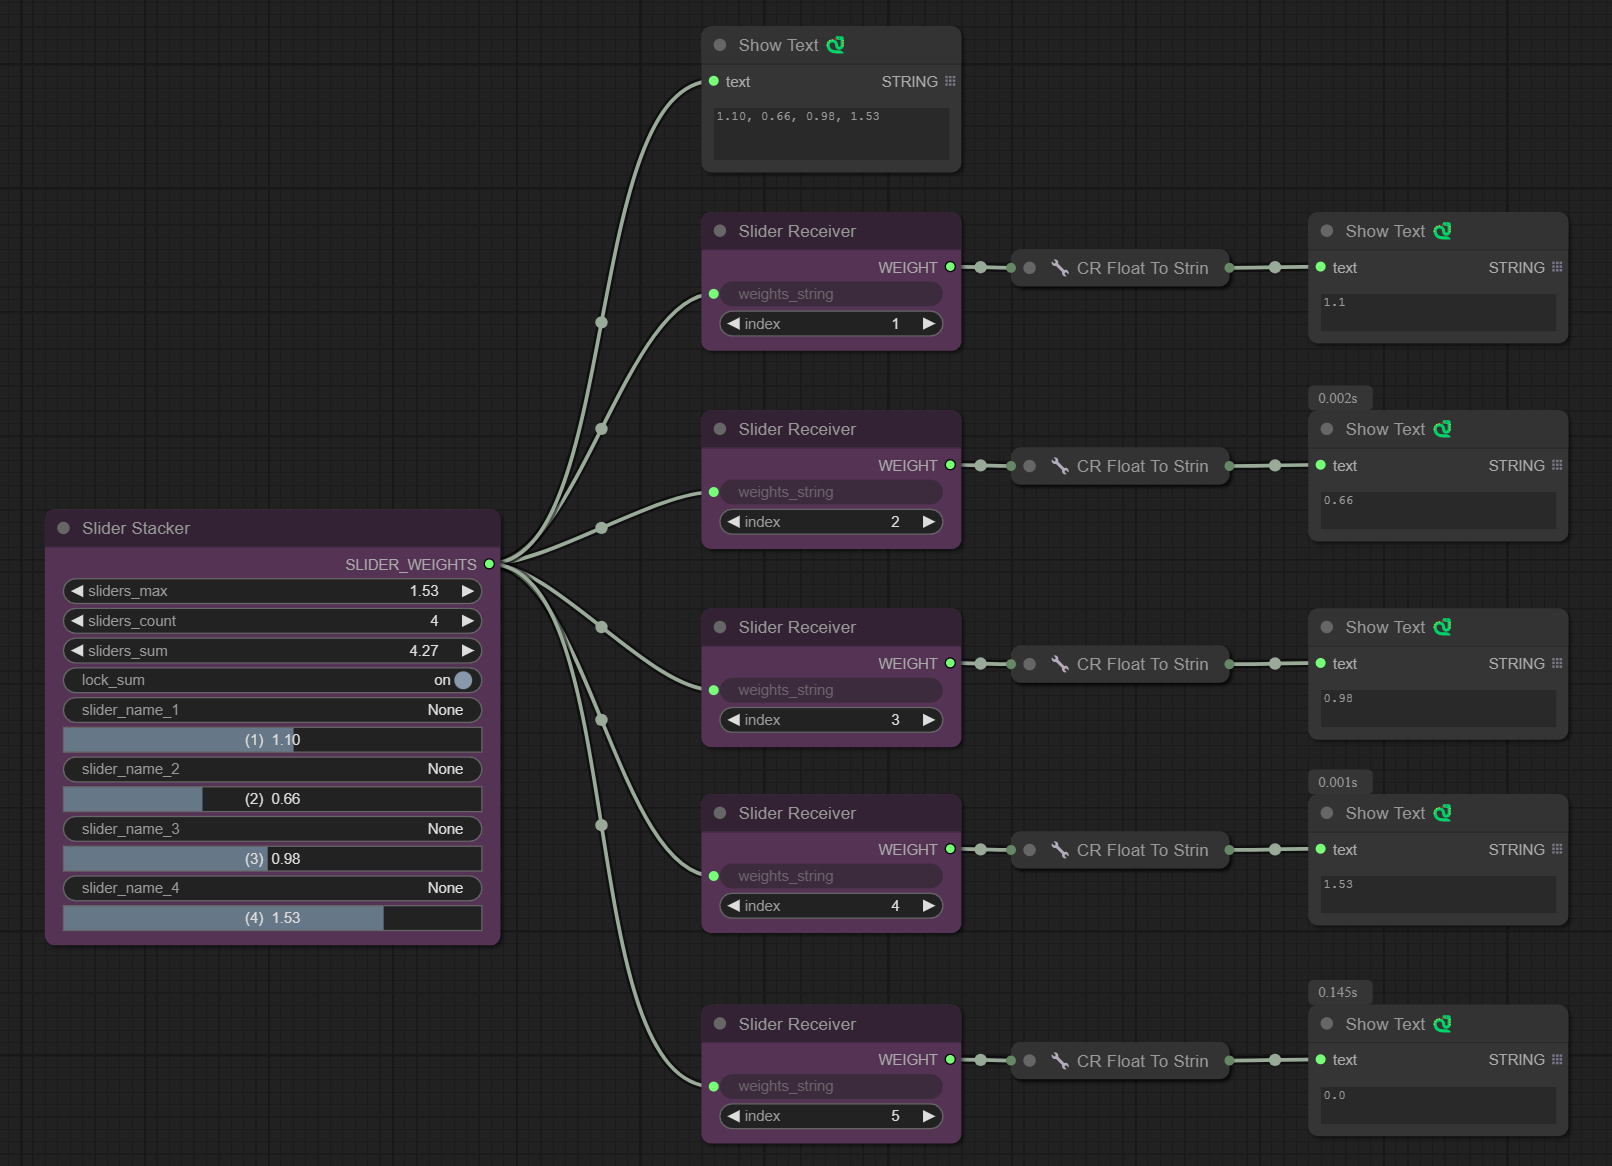 Show Text
text STRING
1.10, 0.66, 0.98, 1.53
Slider Receiver
WEIGHT
weights_string
index 1
CR Float To Strin
Show Text
text STRING
1.1
Slider Receiver
WEIGHT
weights_string
index 2
CR Float To Strin
0.002s
Show Text
text STRING
0.66
Slider Stacker
SLIDER_WEIGHTS
sliders_max 1.53
sliders_count 4
sliders_sum 4.27
lock_sum on
slider_name_1 None
(1) 1.10
slider_name_2 None
(2) 0.66
slider_name_3 None
(3) 0.98
slider_name_4 None
(4) 1.53
Slider Receiver
WEIGHT
weights_string
index 3
CR Float To Strin
Show Text
text STRING
0.98
Slider Receiver
WEIGHT
weights_string
index 4
CR Float To Strin
0.001s
Show Text
text STRING
1.53
Slider Receiver
WEIGHT
weights_string
index 5
CR Float To Strin
0.145s
Show Text
text STRING
0.0